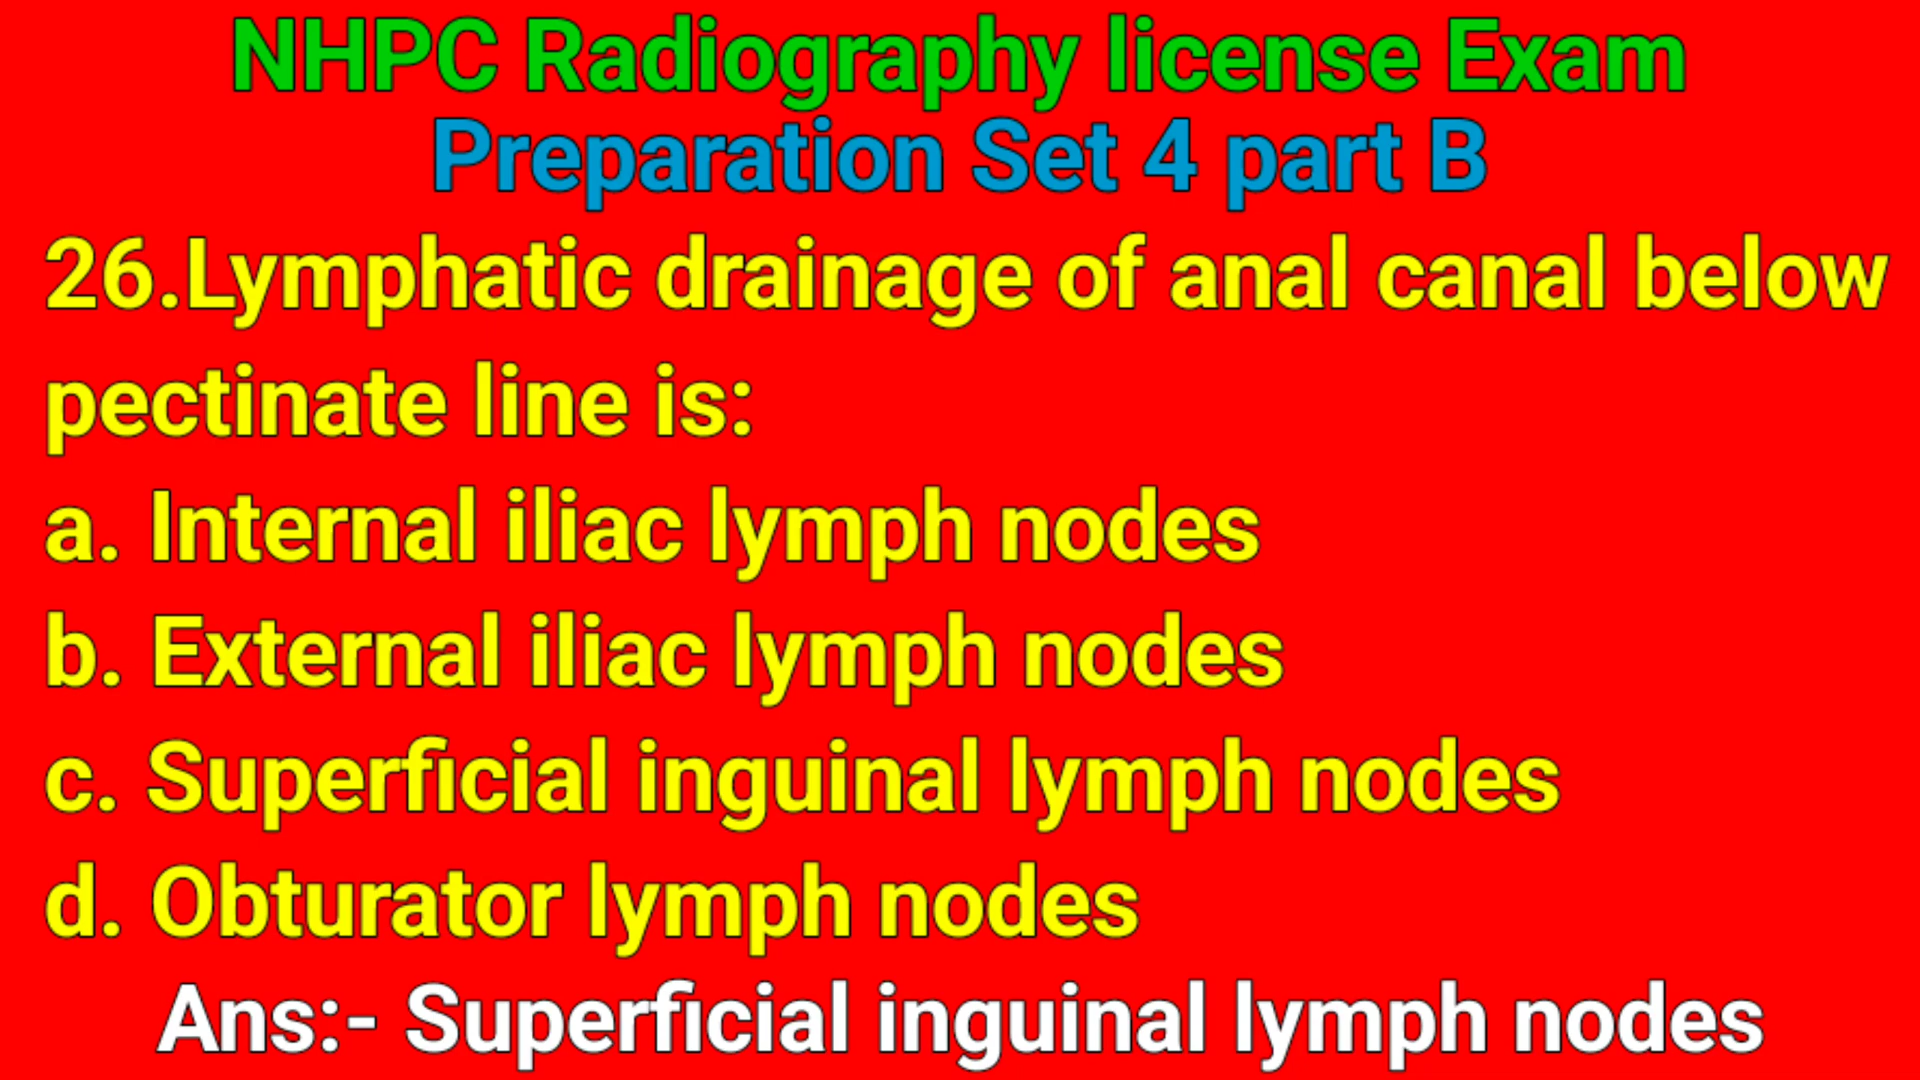 NHPC Radiography license Exam
Preparation Set 4 part B
26.Lymphatic drainage of anal canal below
pectinate line is:
a. Internal iliac lymph nodes
b. External iliac lymph nodes
c. Superficial inguinal lymph nodes
d. Obturator lymph nodes
Ans:- Superficial inguinal lymph nodes